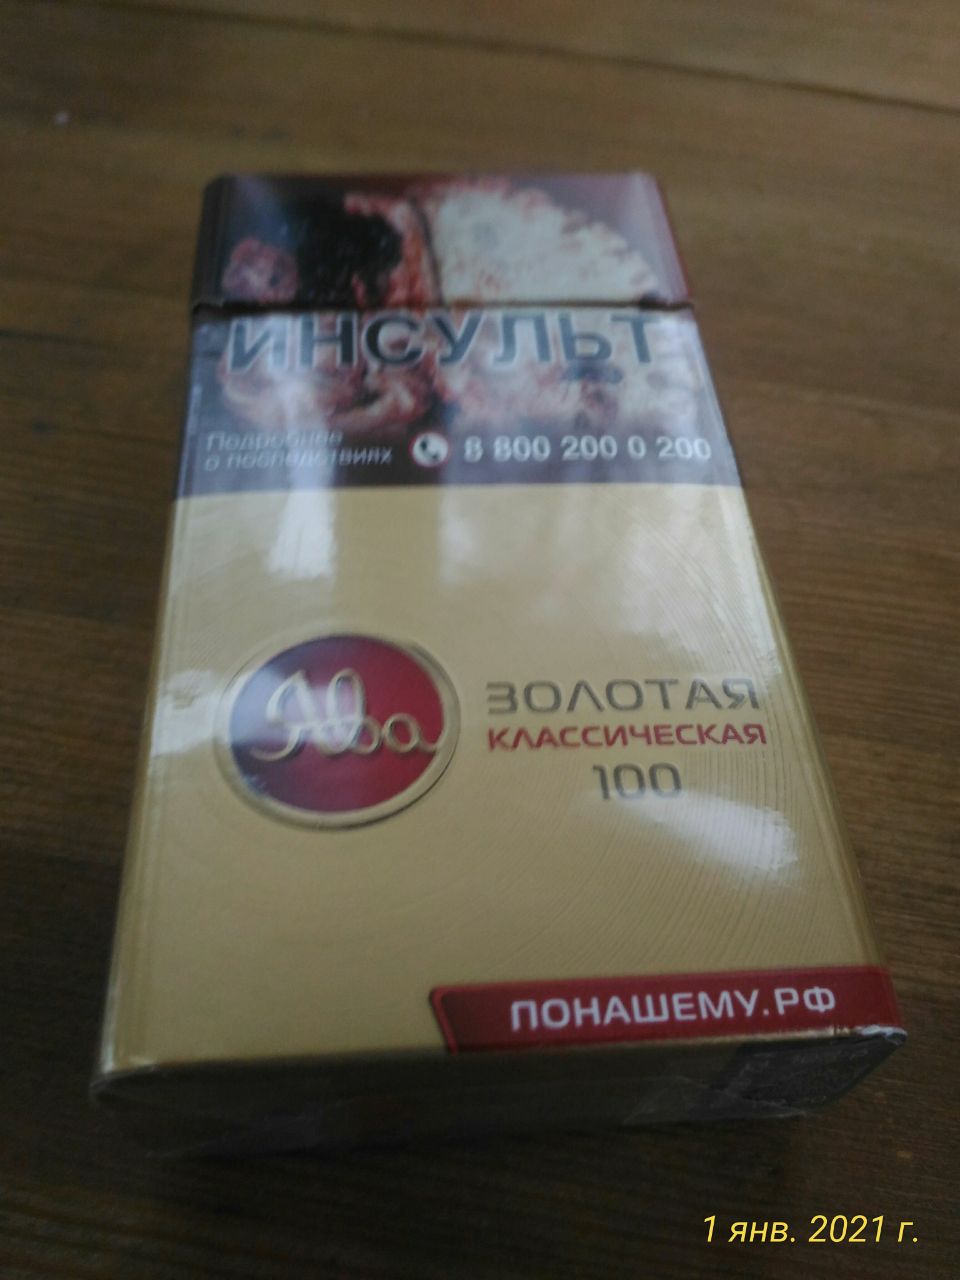 ИНСУЛЬТ
Подробнее
о последствиях
8 800 200 0 200
Ява
ЗОЛОТАЯ
КЛАССИЧЕСКАЯ
100
ПОНАШЕМУ.РФ
1 янв. 2021 г.